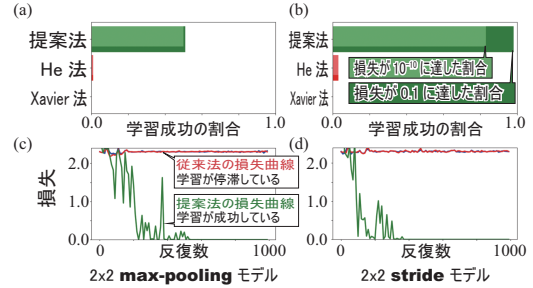 (a)
提案法
He 法
Xavier 法
0.0
1.0
学習成功の割合
(b)
提案法
He 法
Xavier 法
損失が 10⁻¹⁰ に達した割合
損失が 0.1 に達した割合
0.0
1.0
学習成功の割合
(c)
損失
2.0
1.0
0.0
従来法の損失曲線
学習が停滞している
提案法の損失曲線
学習が成功している
0
反復数
1000
2x2 max-pooling モデル
(d)
2.0
1.0
0.0
0
反復数
1000
2x2 stride モデル